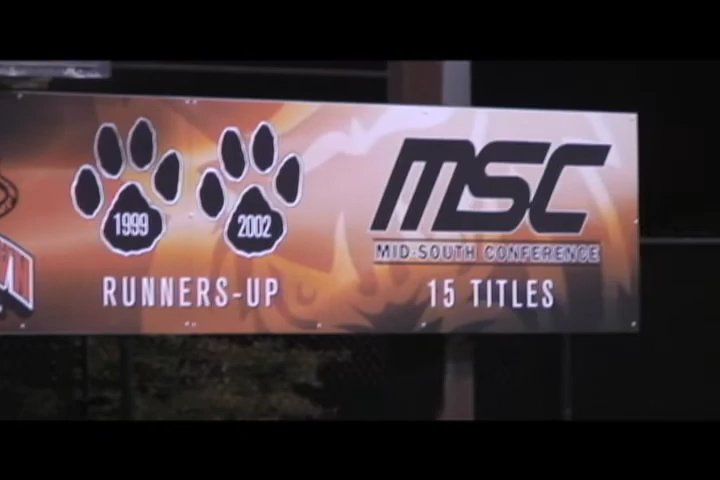 1999 2002
RUNNERS-UP
MSC
MID-SOUTH CONFERENCE
15 TITLES